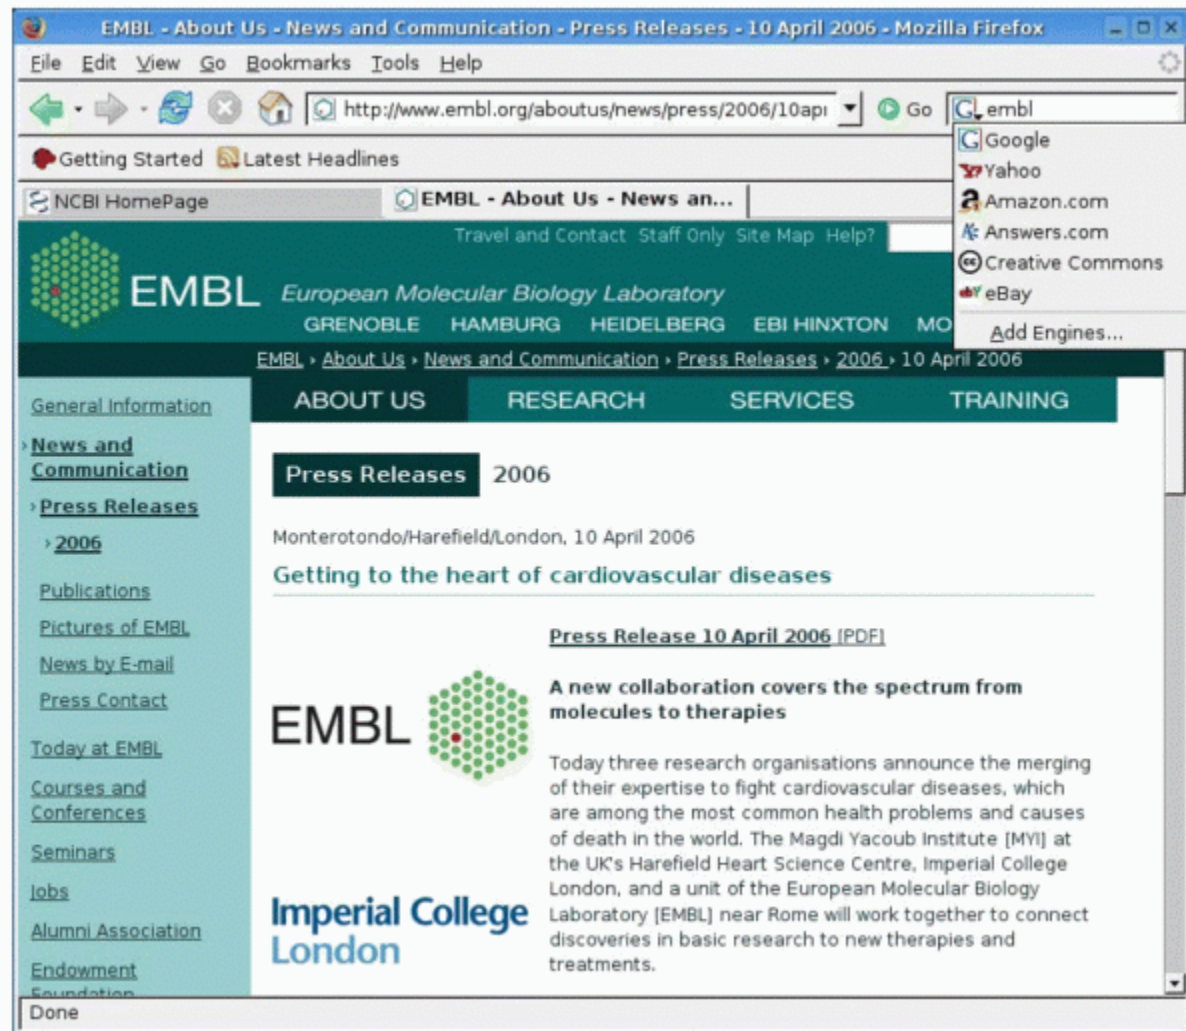 EMBL - About Us - News and Communication - Press Releases - 10 April 2006 - Mozilla Firefox
File Edit View Go Bookmarks Tools Help
http://www.embl.org/aboutus/news/press/2006/10apr Go embl
Getting Started Latest Headlines
Google
Yahoo
Amazon.com
Answers.com
Creative Commons
eBay
Add Engines...
NCBI HomePage EMBL - About Us - News an...
Travel and Contact Staff Only Site Map Help?
EMBL European Molecular Biology Laboratory
GRENOBLE HAMBURG HEIDELBERG EBI HINXTON MO
EMBL › About Us › News and Communication › Press Releases › 2006 › 10 April 2006
ABOUT US RESEARCH SERVICES TRAINING
General Information
› News and
Communication
› Press Releases
› 2006
Publications
Pictures of EMBL
News by E-mail
Press Contact
Today at EMBL
Courses and
Conferences
Seminars
Jobs
Alumni Association
Endowment
Foundation
Press Releases 2006
Monterotondo/Harefield/London, 10 April 2006
Getting to the heart of cardiovascular diseases
Press Release 10 April 2006 [PDF]
EMBL
A new collaboration covers the spectrum from
molecules to therapies
Today three research organisations announce the merging
of their expertise to fight cardiovascular diseases, which
are among the most common health problems and causes
of death in the world. The Magdi Yacoub Institute [MYI] at
the UK's Harefield Heart Science Centre, Imperial College
London, and a unit of the European Molecular Biology
Laboratory [EMBL] near Rome will work together to connect
discoveries in basic research to new therapies and
treatments.
Imperial College
London
Done